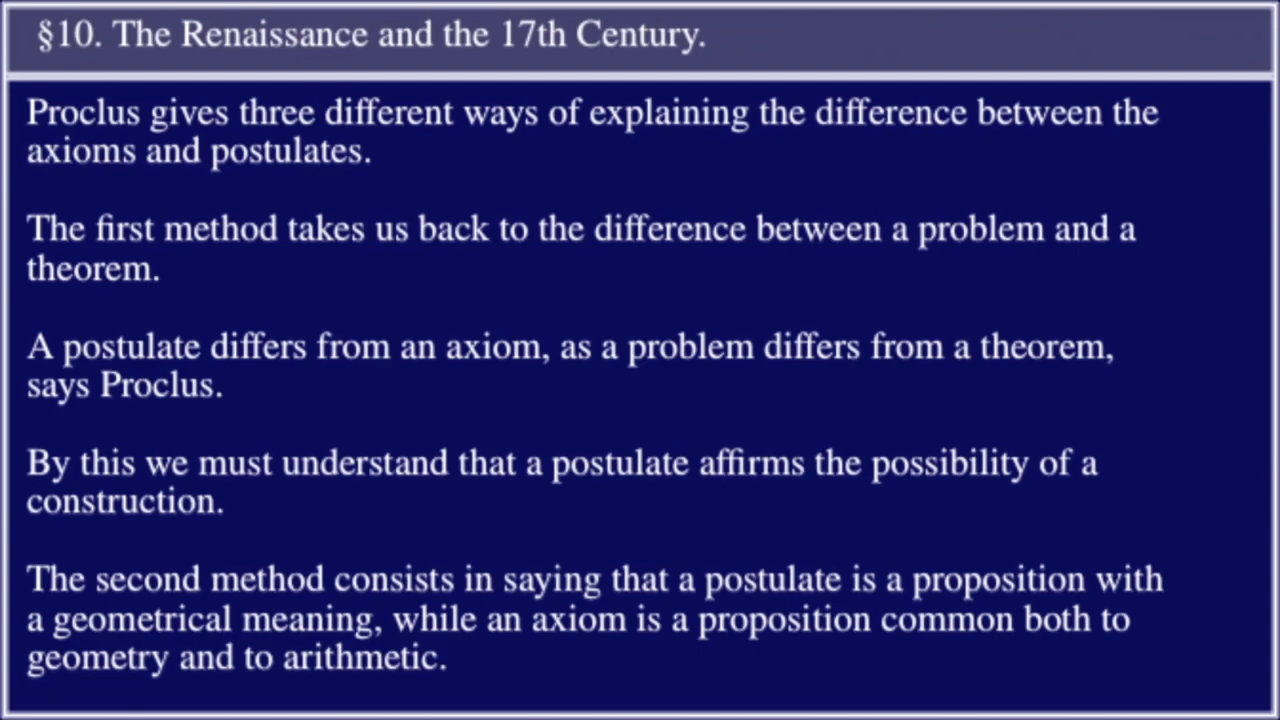 §10. The Renaissance and the 17th Century.
Proclus gives three different ways of explaining the difference between the
axioms and postulates.
The first method takes us back to the difference between a problem and a
theorem.
A postulate differs from an axiom, as a problem differs from a theorem,
says Proclus.
By this we must understand that a postulate affirms the possibility of a
construction.
The second method consists in saying that a postulate is a proposition with
a geometrical meaning, while an axiom is a proposition common both to
geometry and to arithmetic.